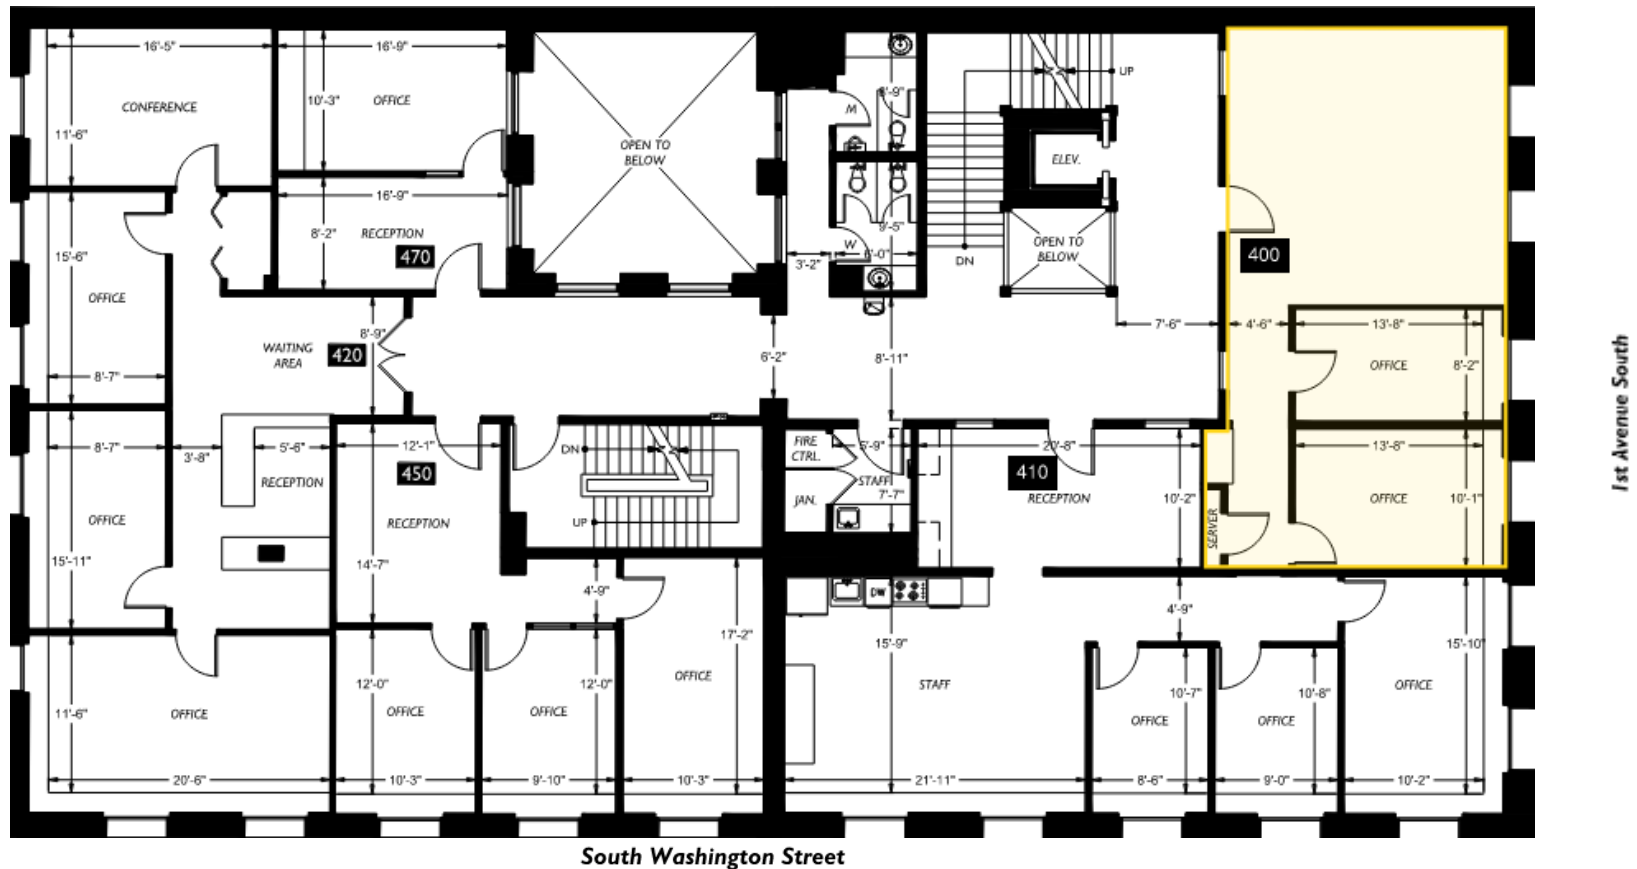 16'-5"
16'-9"
10'-3"
OFFICE
CONFERENCE
11'-6"
OPEN TO
BELOW
M
UP
ELEV.
16'-9"
8'-2"
RECEPTION
470
15'-6"
OFFICE
9'-5"
W
3'-2"
DN
OPEN TO
BELOW
400
8'-9"
WAITING
AREA
420
6'-2"
8'-11"
7'-6"
4'-6"
13'-8"
OFFICE
8'-2"
8'-7"
8'-7"
3'-8"
5'-6"
RECEPTION
12'-1"
450
RECEPTION
DN
UP
FIRE
CTRL.
5'-9"
STAFF
7'-7"
JAN.
20'-8"
410
RECEPTION
10'-2"
SERVER
13'-8"
OFFICE
10'-1"
OFFICE
15'-11"
14'-7"
4'-9"
17'-2"
OFFICE
DW
15'-9"
STAFF
4'-9"
15'-10"
OFFICE
11'-6"
OFFICE
20'-6"
12'-0"
OFFICE
10'-3"
12'-0"
OFFICE
9'-10"
10'-3"
21'-11"
10'-7"
OFFICE
8'-6"
10'-8"
OFFICE
9'-0"
10'-2"
South Washington Street
1st Avenue South